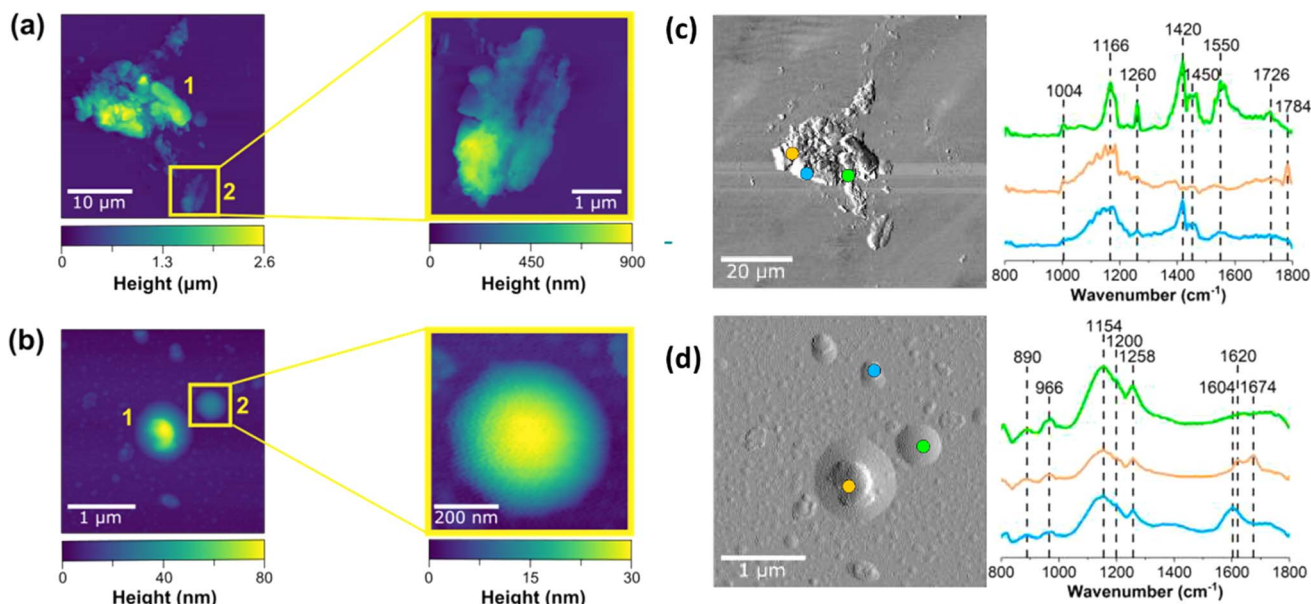 (a)
1
2
10 µm
1 µm
0 1.3 2.6
Height (µm)
0 450 900
Height (nm)
(b)
1
2
1 µm
200 nm
0 40 80
Height (nm)
0 15 30
Height (nm)
(c)
20 µm
1004
1166
1260
1420
1450
1550
1726
1784
800 1000 1200 1400 1600 1800
Wavenumber (cm-1)
(d)
1 µm
890
966
1154
1200
1258
1604
1620
1674
800 1000 1200 1400 1600 1800
Wavenumber (cm-1)